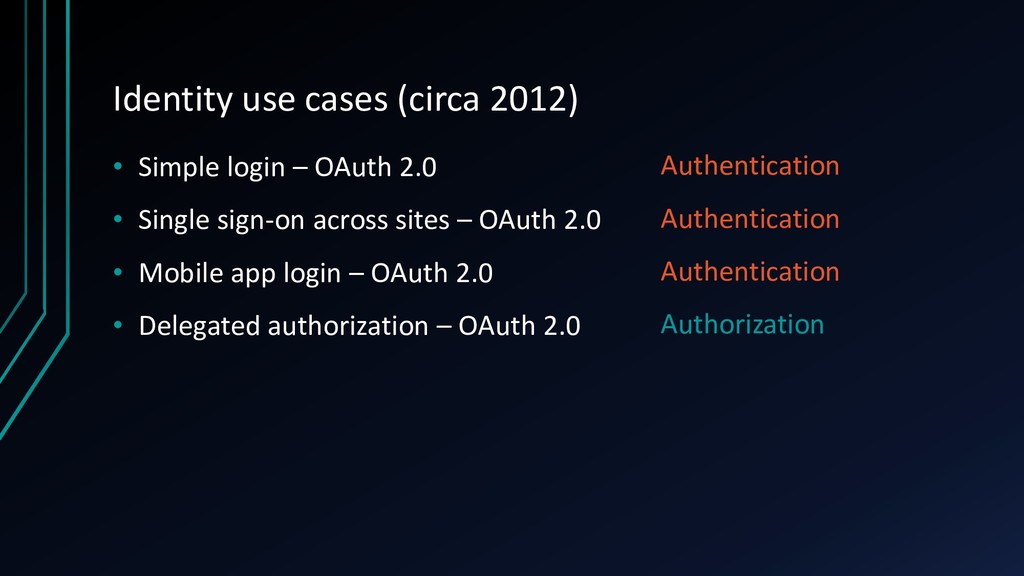 Identity use cases (circa 2012)
• Simple login – OAuth 2.0 Authentication
• Single sign-on across sites – OAuth 2.0 Authentication
• Mobile app login – OAuth 2.0 Authentication
• Delegated authorization – OAuth 2.0 Authorization